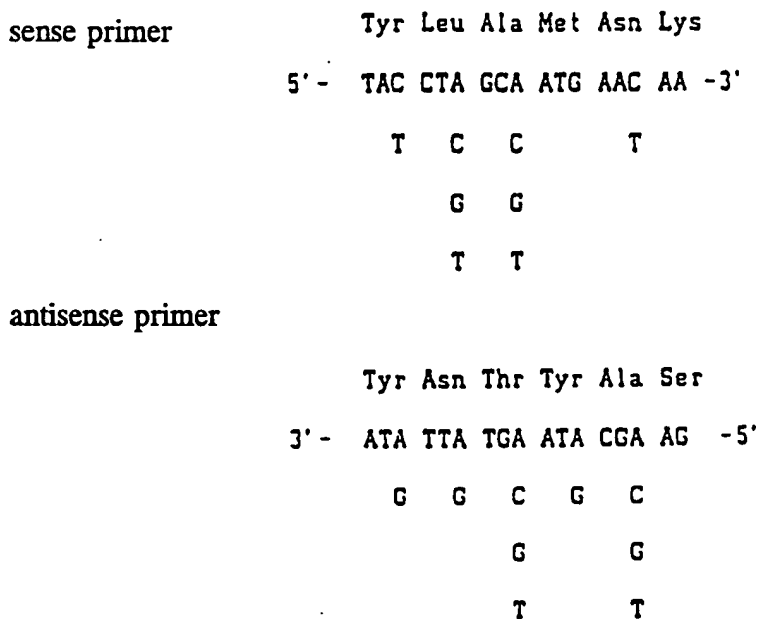 sense primer
Tyr Leu Ala Met Asn Lys
5'- TAC CTA GCA ATG AAC AA -3'
T C C T
G G
T T
antisense primer
Tyr Asn Thr Tyr Ala Ser
3'- ATA TTA TGA ATA CGA AG -5'
G G C G C
G G
T T